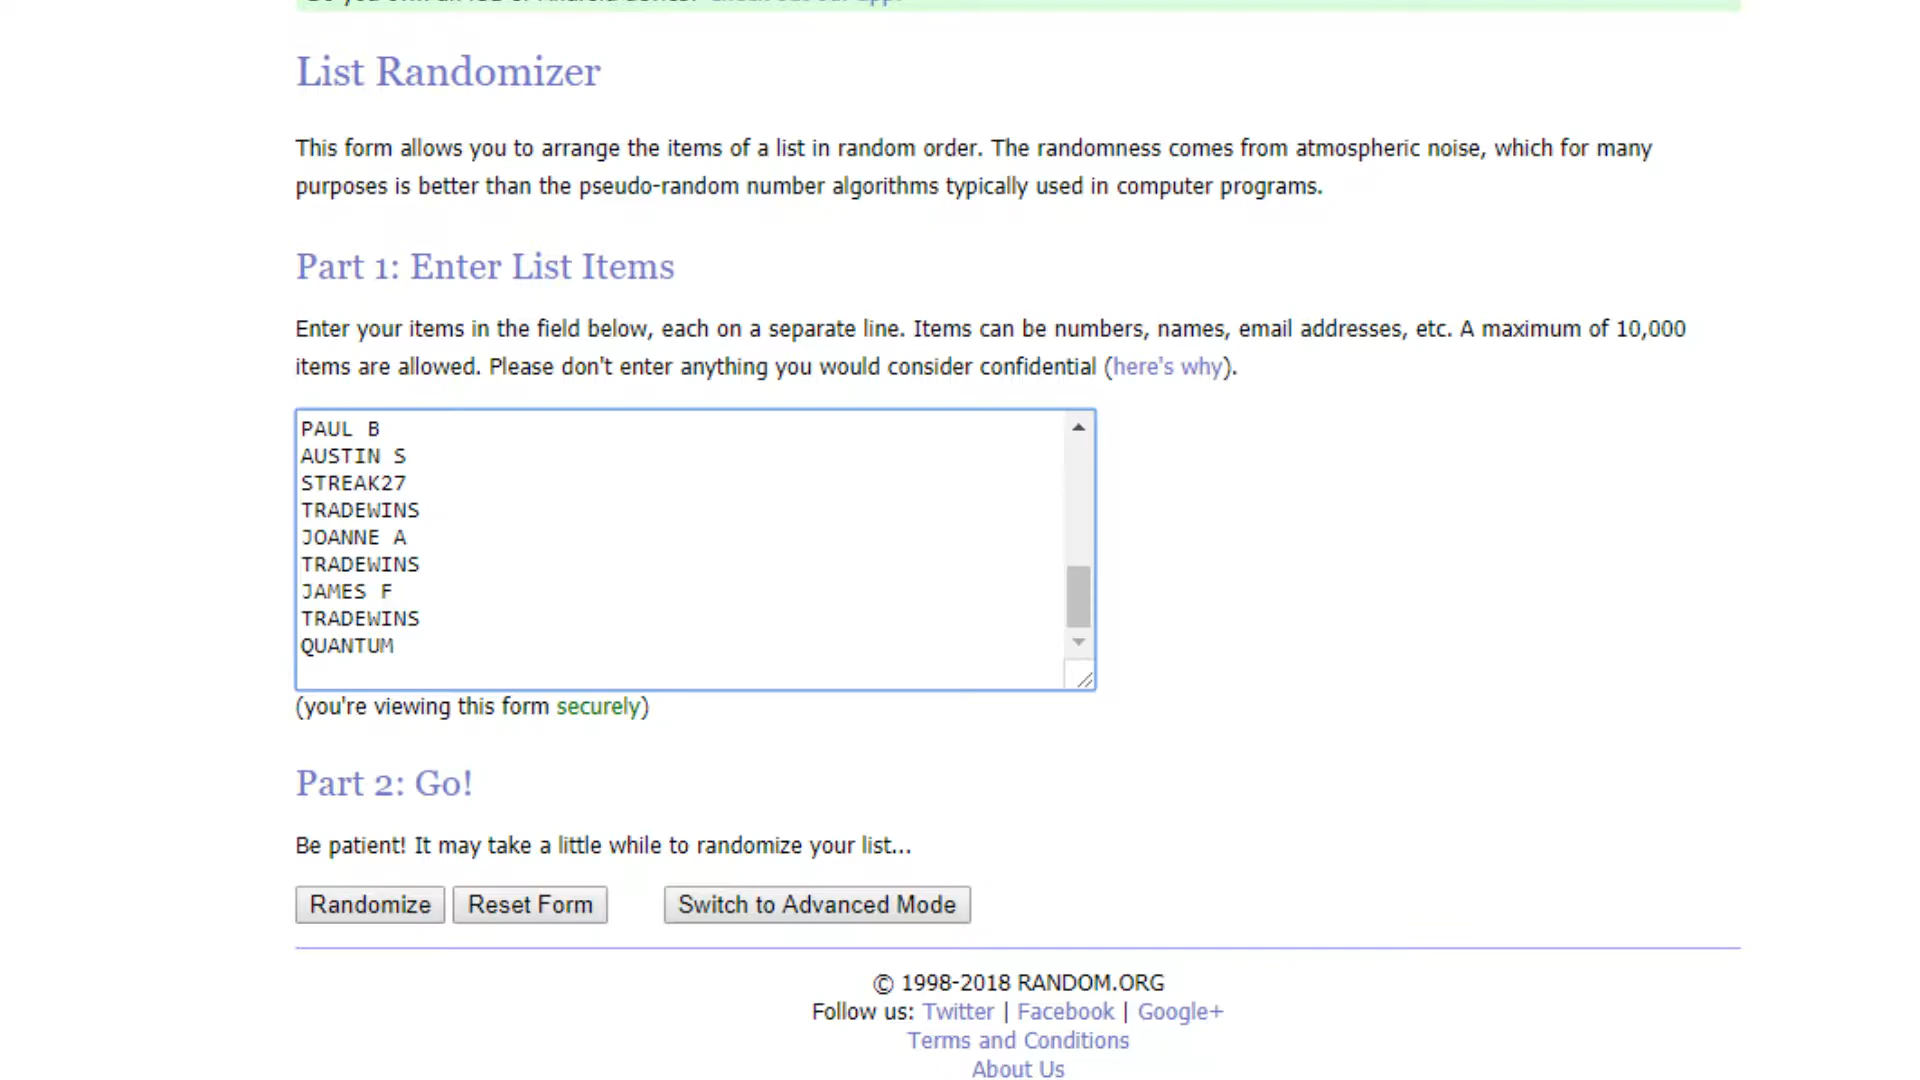 List Randomizer
This form allows you to arrange the items of a list in random order. The randomness comes from atmospheric noise, which for many
purposes is better than the pseudo-random number algorithms typically used in computer programs.
Part 1: Enter List Items
Enter your items in the field below, each on a separate line. Items can be numbers, names, email addresses, etc. A maximum of 10,000
items are allowed. Please don't enter anything you would consider confidential (here's why).
PAUL B
AUSTIN S
STREAK27
TRADEWINS
JOANNE A
TRADEWINS
JAMES F
TRADEWINS
QUANTUM
(you're viewing this form securely)
Part 2: Go!
Be patient! It may take a little while to randomize your list...
Randomize Reset Form Switch to Advanced Mode
© 1998-2018 RANDOM.ORG
Follow us: Twitter | Facebook | Google+
Terms and Conditions
About Us